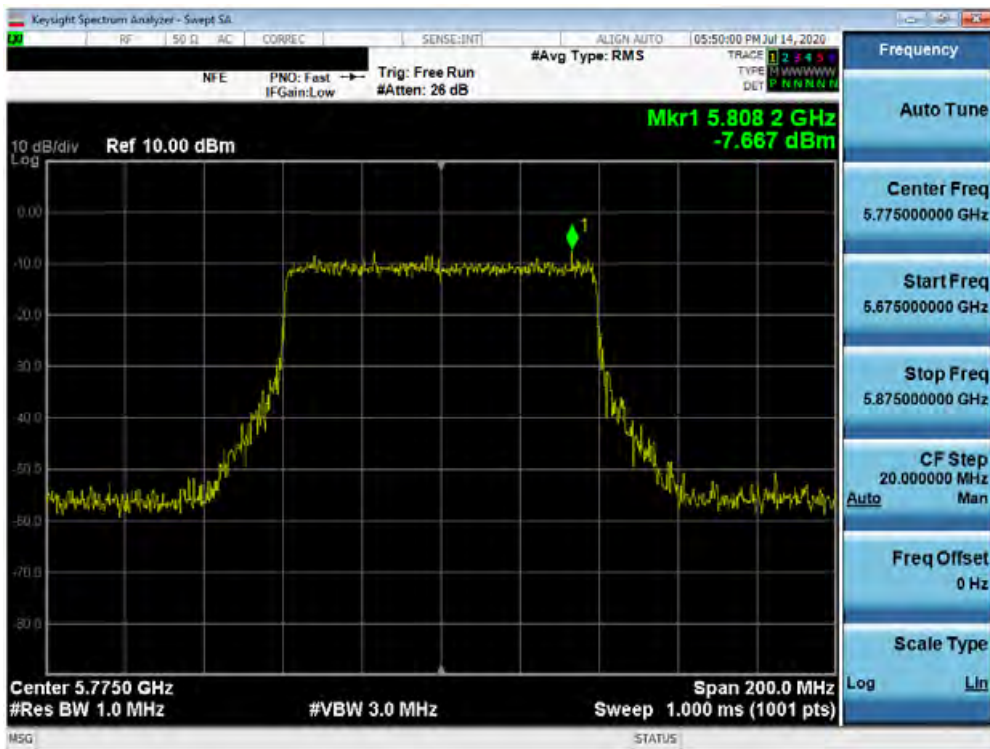 Keysight Spectrum Analyzer - Swept SA
RF 50 Ω AC CORREC SENSE:INT ALIGN AUTO 05:50:00 PM Jul 14, 2020
#Avg Type: RMS
TRACE 1 2 3 4 5 6
TYPE M W W W W W
DET P N N N N N
NFE PNO: Fast Trig: Free Run
IFGain:Low #Atten: 26 dB
Mkr1 5.808 2 GHz
-7.667 dBm
10 dB/div Ref 10.00 dBm
Log
1
0.00
-10.0
-20.0
-30.0
-40.0
-50.0
-60.0
-70.0
-80.0
Center 5.7750 GHz Span 200.0 MHz
#Res BW 1.0 MHz #VBW 3.0 MHz Sweep 1.000 ms (1001 pts)
MSG STATUS
Frequency
Auto Tune
Center Freq
5.775000000 GHz
Start Freq
5.675000000 GHz
Stop Freq
5.875000000 GHz
CF Step
20.000000 MHz
Auto Man
Freq Offset
0 Hz
Scale Type
Log Lin